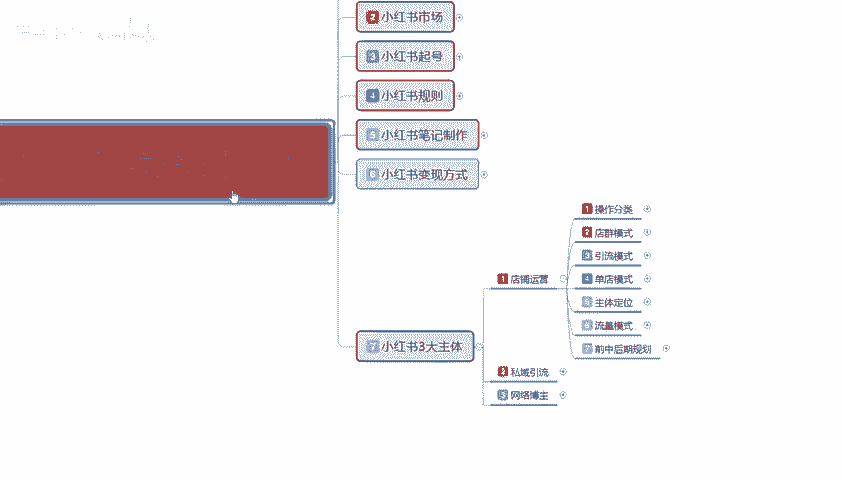 2 小红书市场
3 小红书起号
4 小红书规则
5 小红书笔记制作
6 小红书变现方式
7 小红书3大主体
1 店铺运营
1 操作分类
2 店群模式
3 引流模式
4 单店模式
5 主体定位
6 流量模式
7 前中后期规划
2 私域引流
3 网络博主